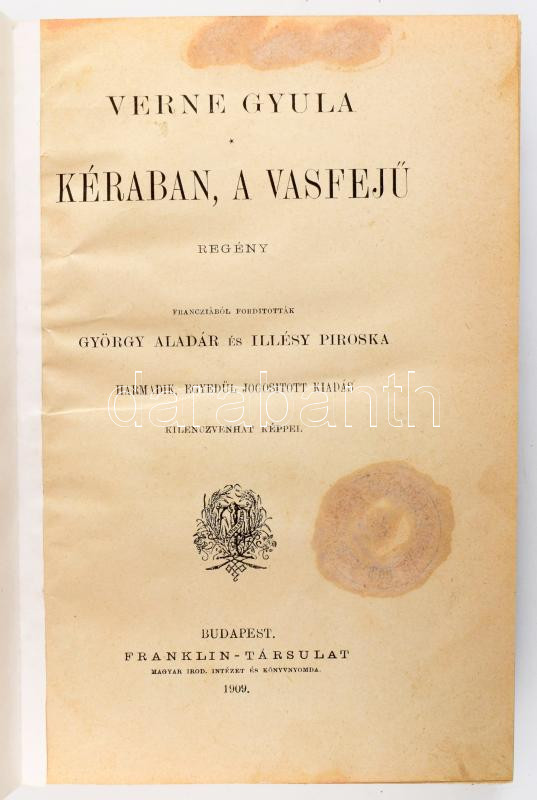 VERNE GYULA
*
KÉRABAN, A VASFEJŰ
REGÉNY
FRANCZIÁBÓL FORDITOTTÁK
GYÖRGY ALADÁR ÉS ILLÉSY PIROSKA
HARMADIK, EGYEDÜL JOGOSITOTT KIADÁS
darabanth
KILENCZVENHAT KÉPPEL
BUDAPEST.
FRANKLIN-TÁRSULAT
MAGYAR IROD. INTÉZET ÉS KÖNYVNYOMDA.
1909.